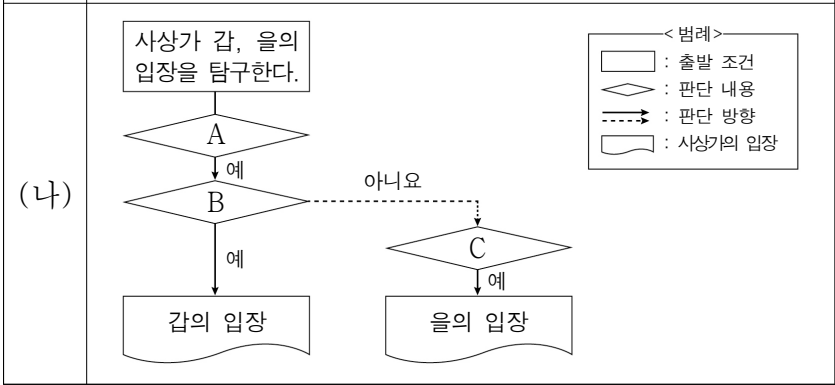 (나)
사상가 갑, 을의
입장을 탐구한다.
A
예
B
아니요
예
C
예
갑의 입장
을의 입장
<범례>
: 출발 조건
: 판단 내용
: 판단 방향
: 사상가의 입장